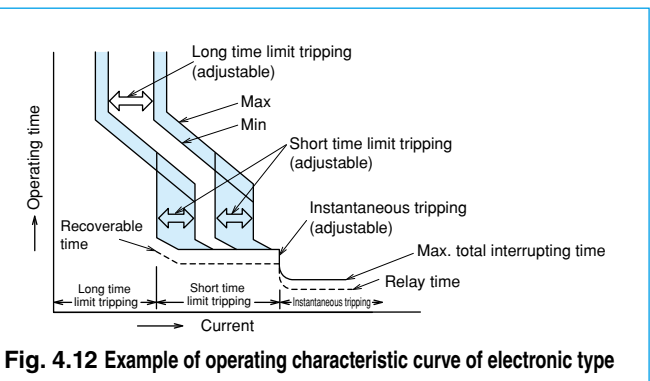 Long time limit tripping
(adjustable)
Max
Min
Short time limit tripping
(adjustable)
Operating time
Instantaneous tripping
(adjustable)
Recoverable
time
Max. total interrupting time
Relay time
Long time
limit tripping
Short time
limit tripping
Instantaneous tripping
Current
Fig. 4.12 Example of operating characteristic curve of electronic type